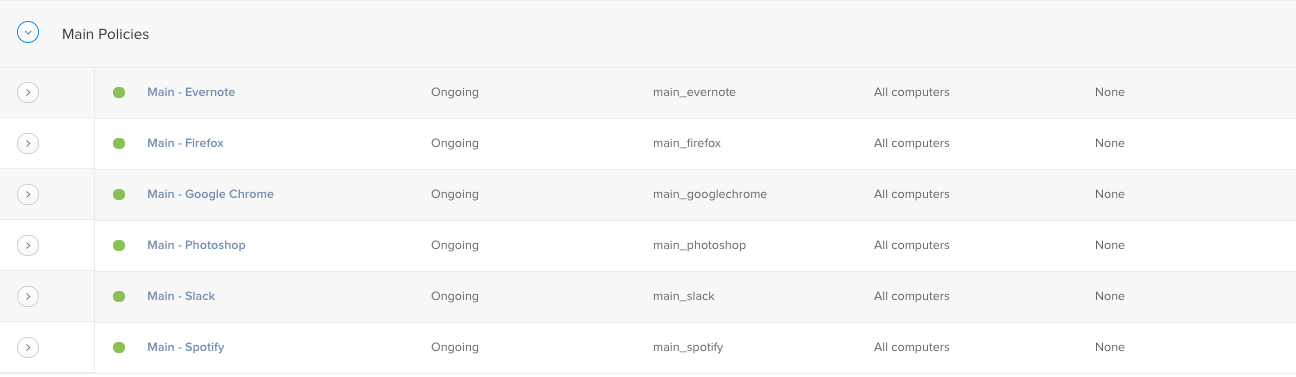 Main Policies
Main - Evernote Ongoing main_evernote All computers None
Main - Firefox Ongoing main_firefox All computers None
Main - Google Chrome Ongoing main_googlechrome All computers None
Main - Photoshop Ongoing main_photoshop All computers None
Main - Slack Ongoing main_slack All computers None
Main - Spotify Ongoing main_spotify All computers None